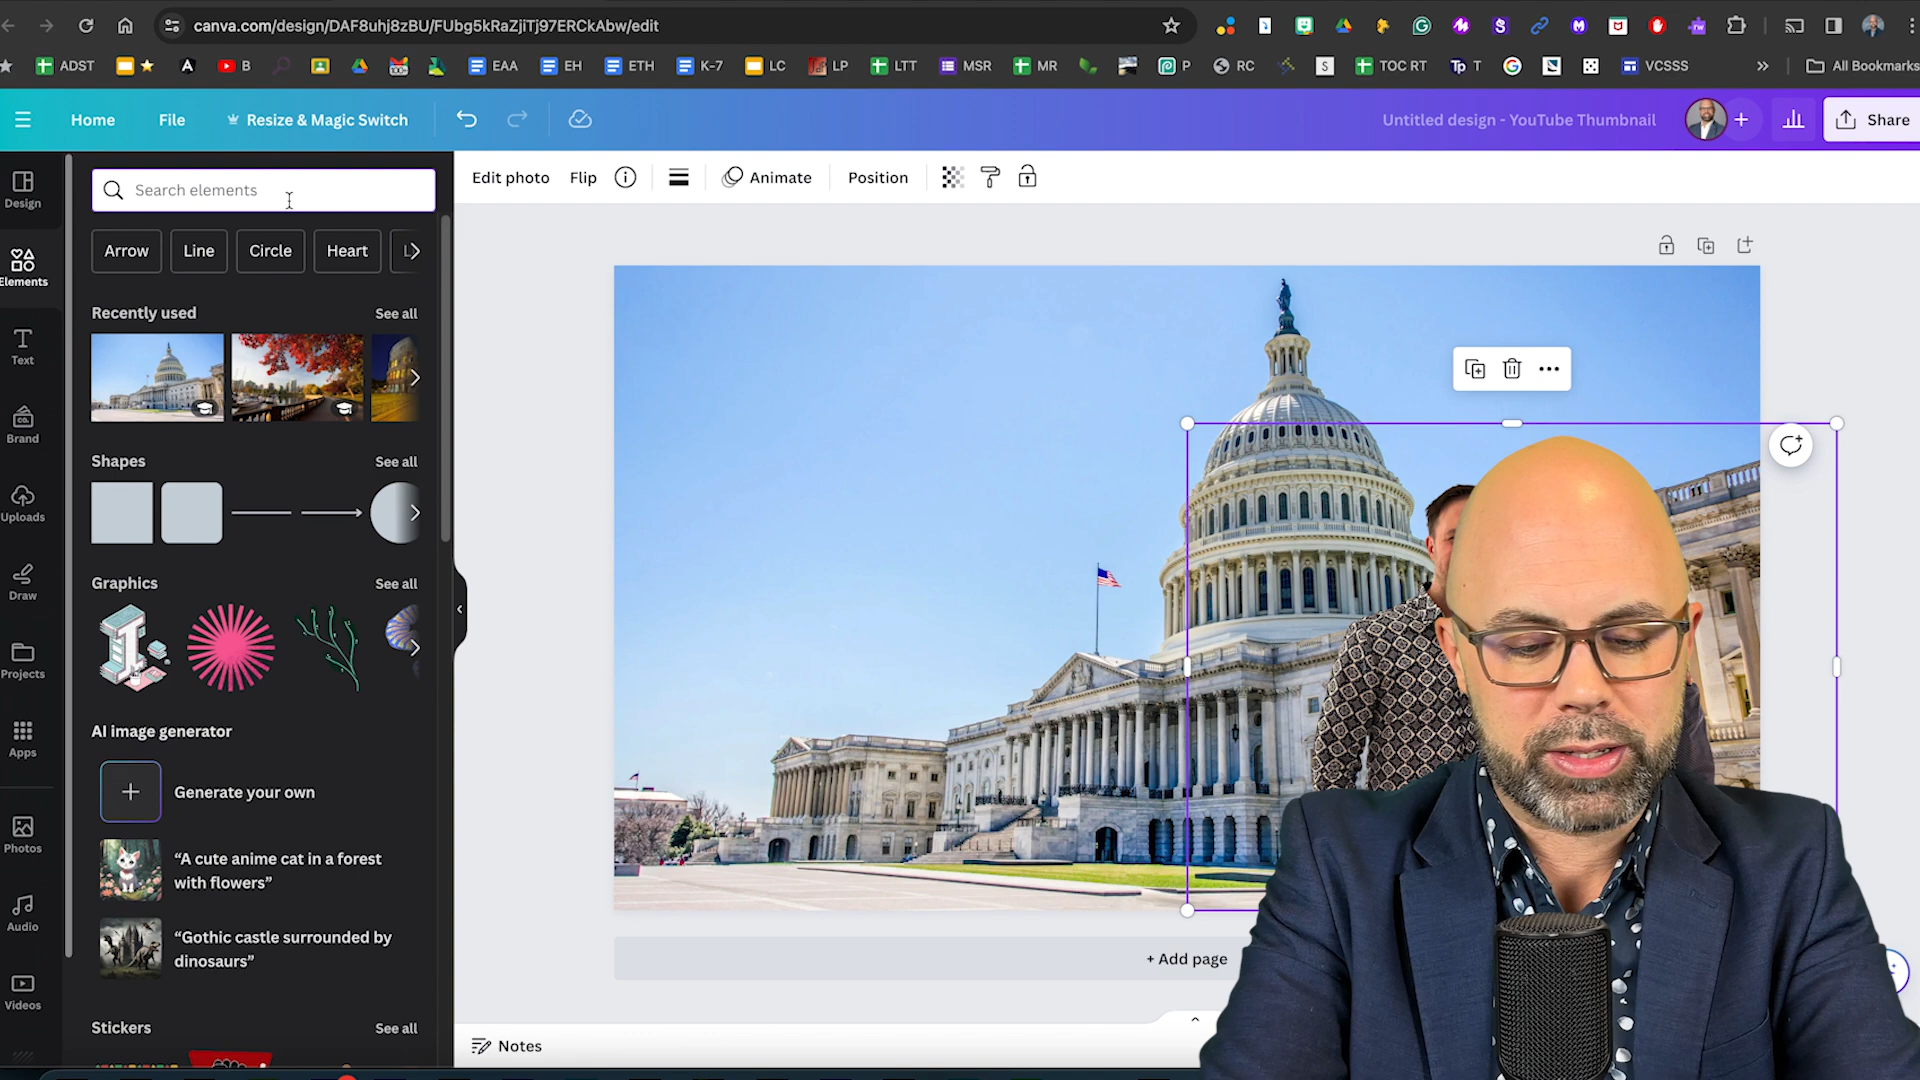 canva.com/design/DAF8uhj8zBU/FUbg5kRaZjiTj97ERCkAbw/edit
ADST
B
EAA
EH
ETH
K-7
LC
LP
LTT
MSR
MR
P
RC
TOC RT
Tp T
VCSSS
All Bookmarks
Home
File
Resize & Magic Switch
Untitled design - YouTube Thumbnail
Share
Design
Elements
Text
Brand
Uploads
Draw
Projects
Apps
Photos
Audio
Videos
Search elements
Arrow
Line
Circle
Heart
Recently used
See all
Shapes
See all
Graphics
See all
AI image generator
Generate your own
“A cute anime cat in a forest
with flowers”
“Gothic castle surrounded by
dinosaurs”
Stickers
See all
Edit photo
Flip
Animate
Position
+ Add page
Notes